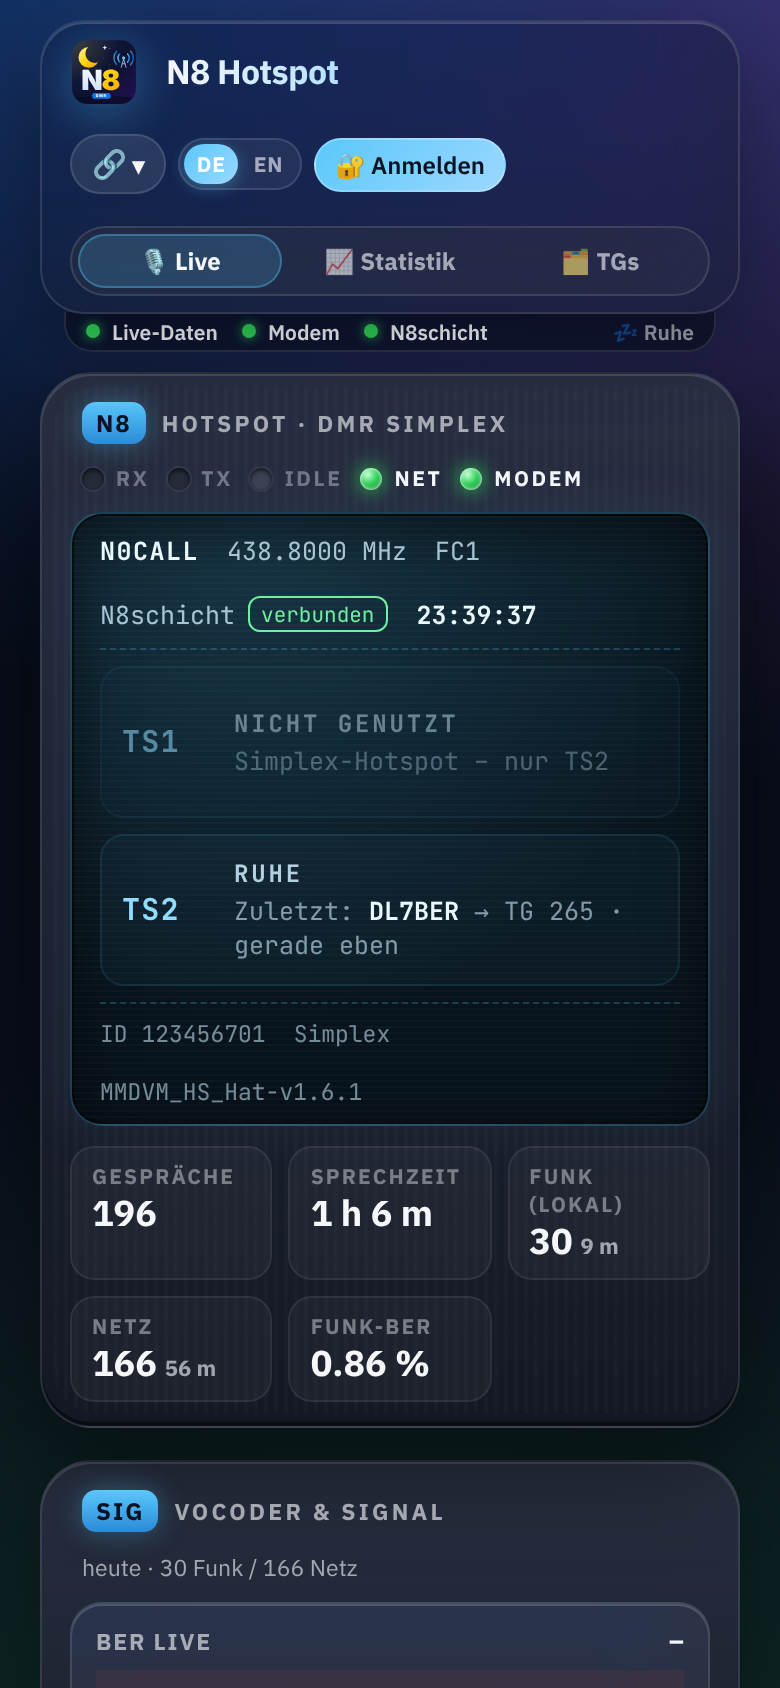 N8
N8 Hotspot
🔗 ▾
DE EN
🔐 Anmelden
🎙️ Live
📈 Statistik
🗂️ TGs
Live-Daten Modem N8schicht 💤 Ruhe
N8 HOTSPOT · DMR SIMPLEX
RX TX IDLE NET MODEM
N0CALL 438.8000 MHz FC1
N8schicht verbunden 23:39:37
TS1
NICHT GENUTZT
Simplex-Hotspot – nur TS2
TS2
RUHE
Zuletzt: DL7BER → TG 265 ·
gerade eben
ID 123456701 Simplex
MMDVM_HS_Hat-v1.6.1
GESPRÄCHE
196
SPRECHZEIT
1 h 6 m
FUNK
(LOKAL)
30 9 m
NETZ
166 56 m
FUNK-BER
0.86 %
SIG VOCODER & SIGNAL
heute · 30 Funk / 166 Netz
BER LIVE –